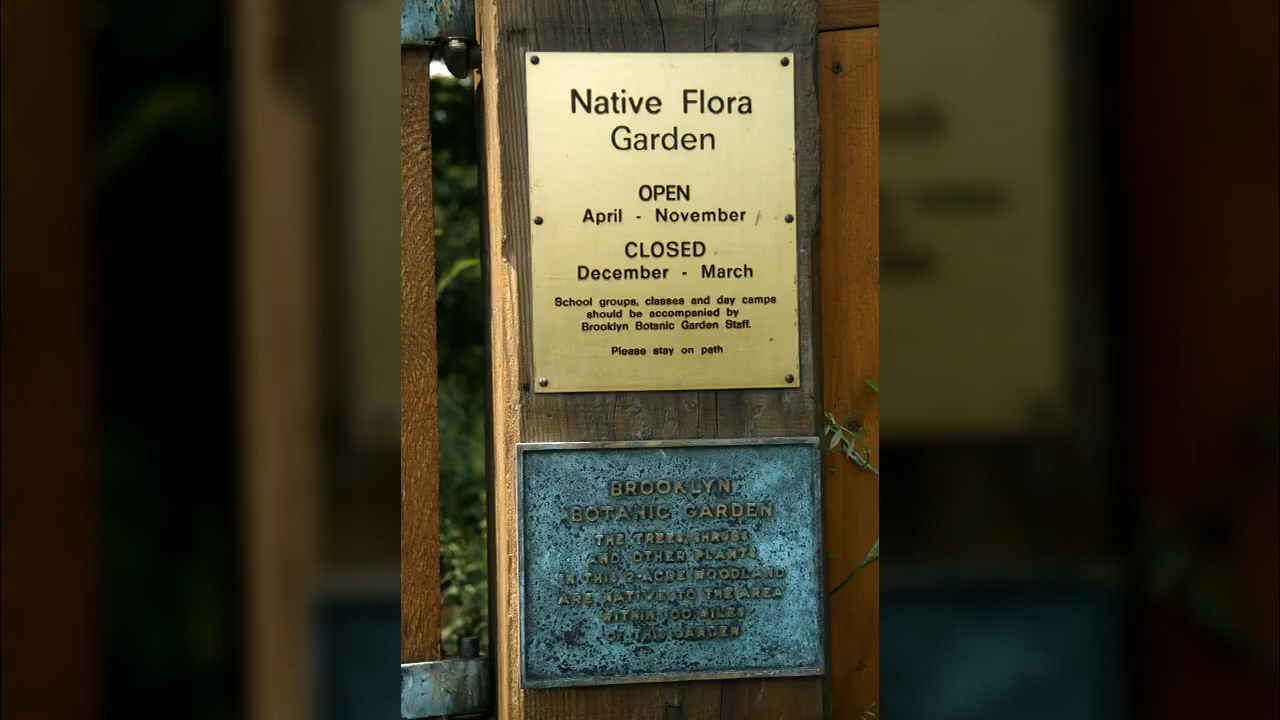 Native Flora
Garden
OPEN
April - November
CLOSED
December - March
School groups, classes and day camps
should be accompanied by
Brooklyn Botanic Garden Staff.
Please stay on path
BROOKLYN
BOTANIC GARDEN
THE TREES, SHRUBS
AND OTHER PLANTS
IN THIS 2-ACRE WOODLAND
ARE NATIVE TO THE AREA
WITHIN 100 MILES
OF THIS GARDEN